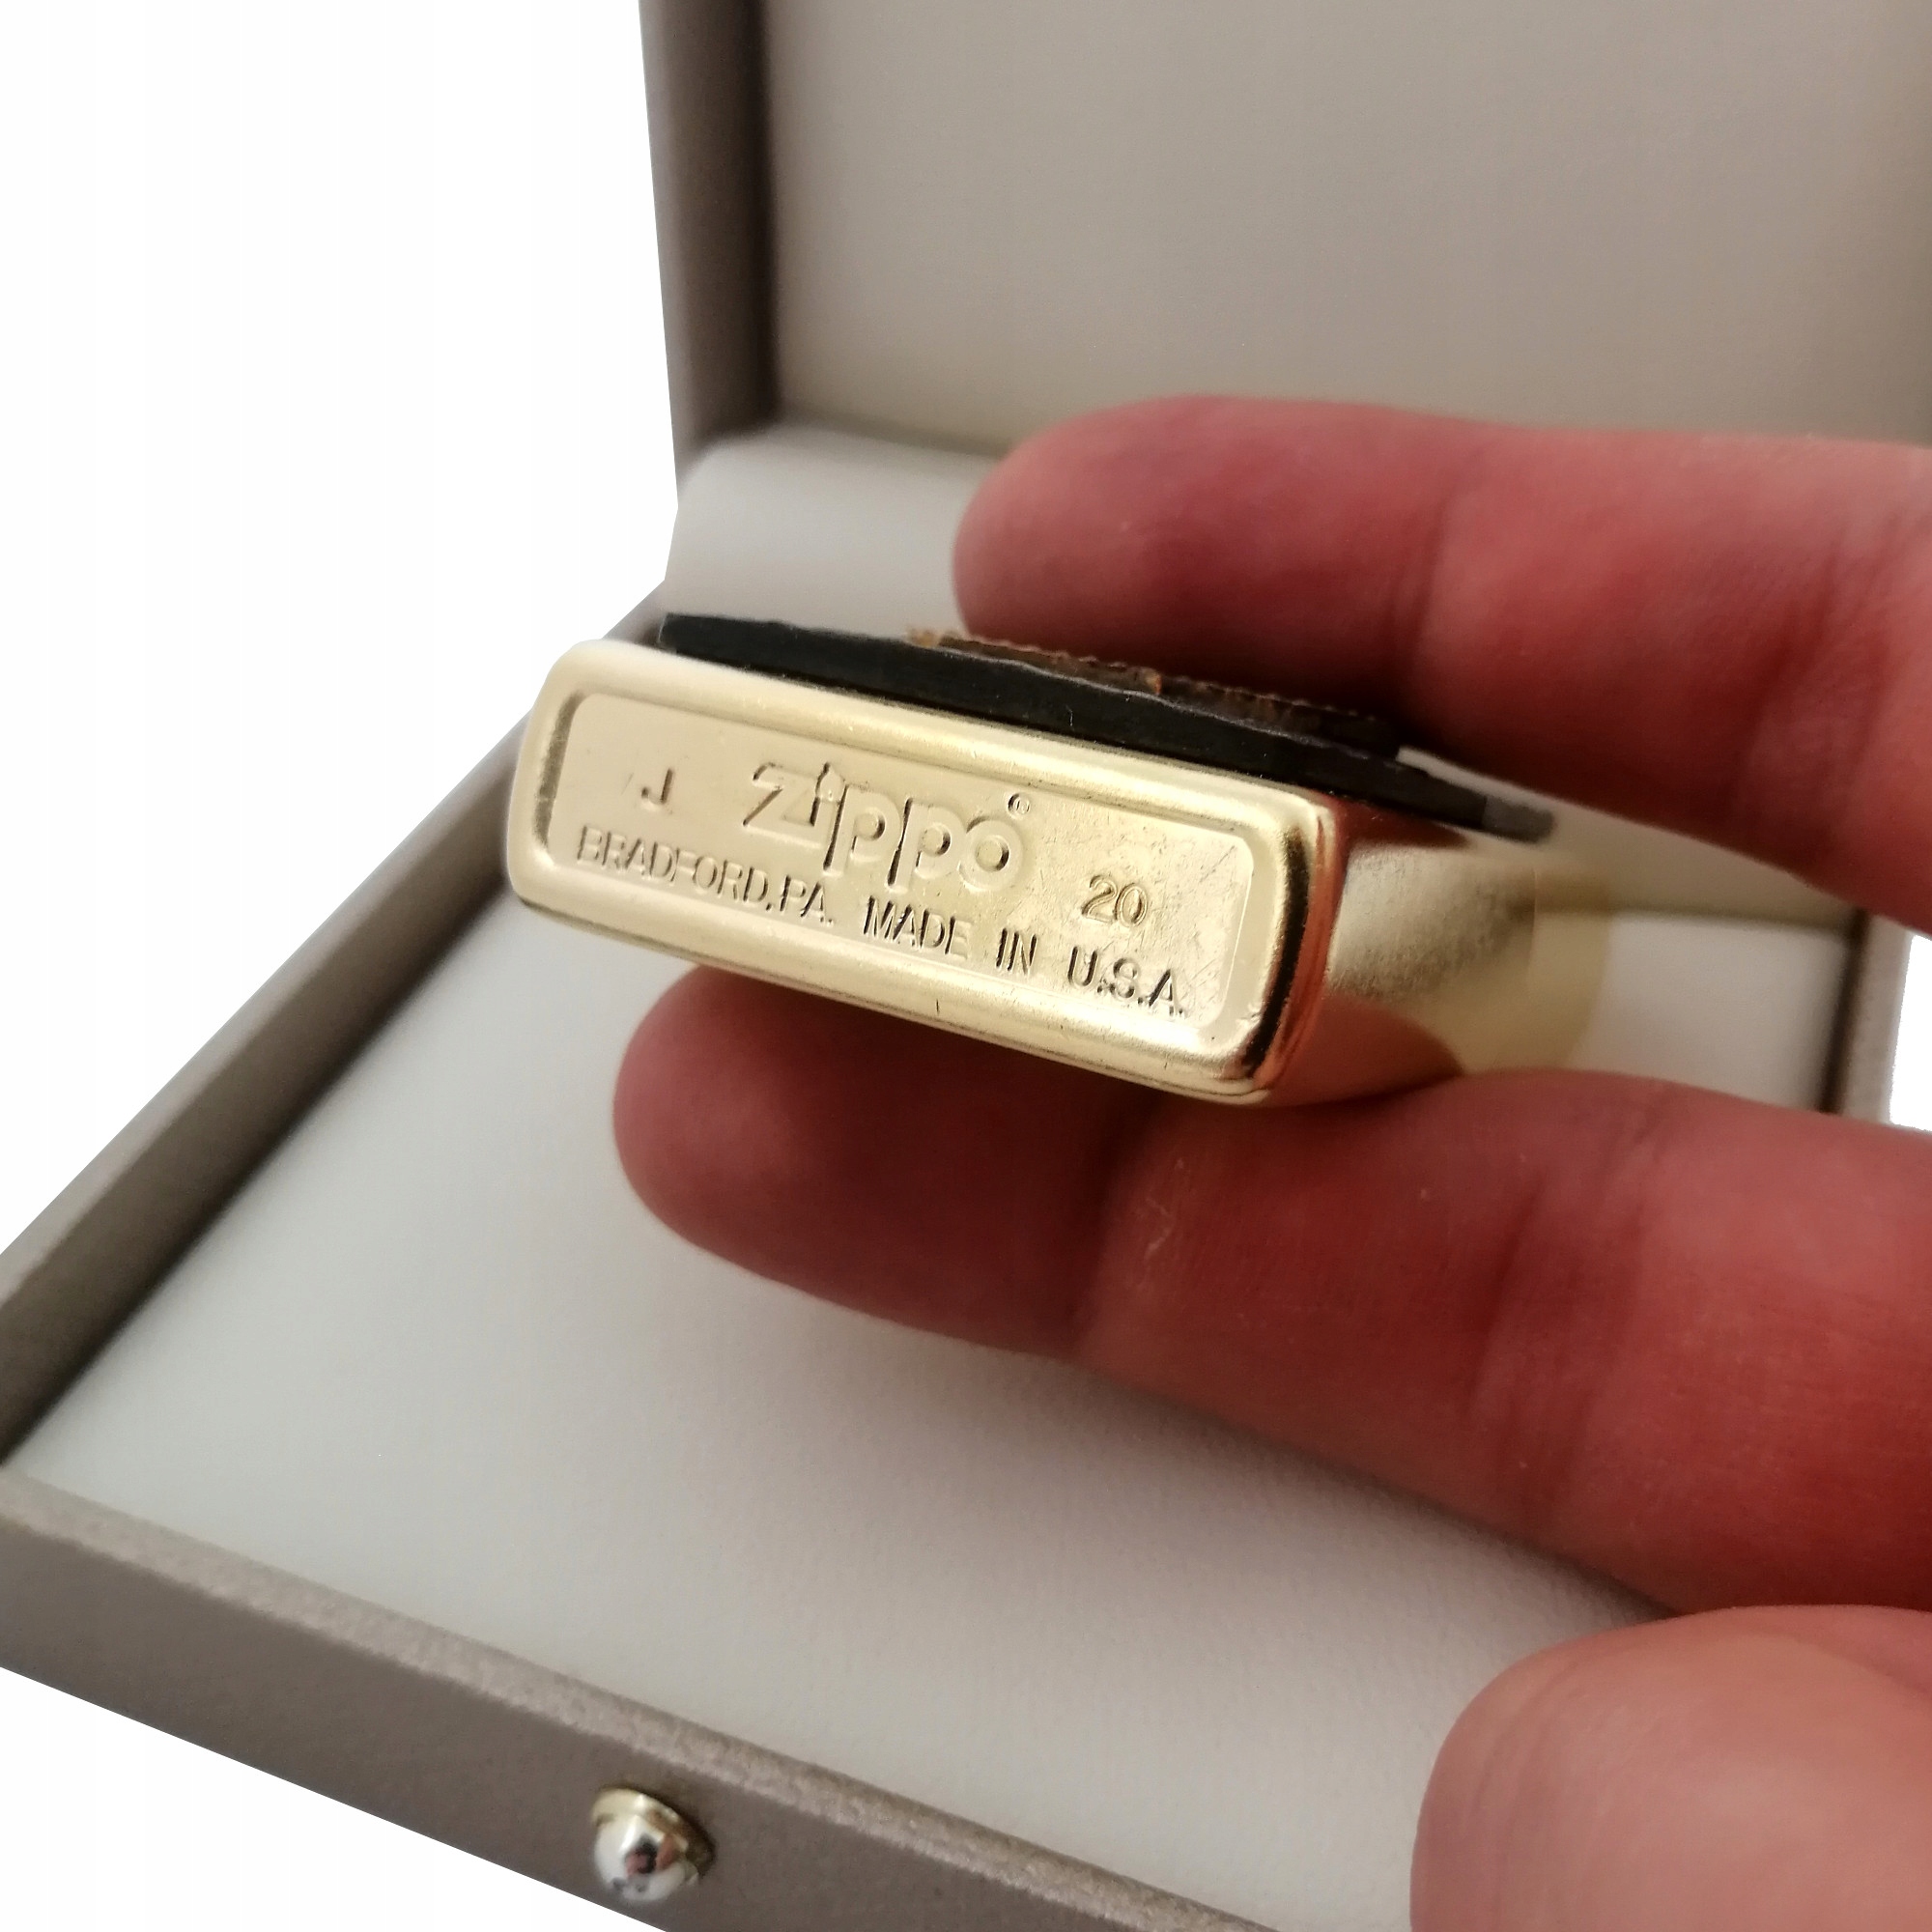 J zippo® 20
BRADFORD, PA. MADE IN U.S.A.